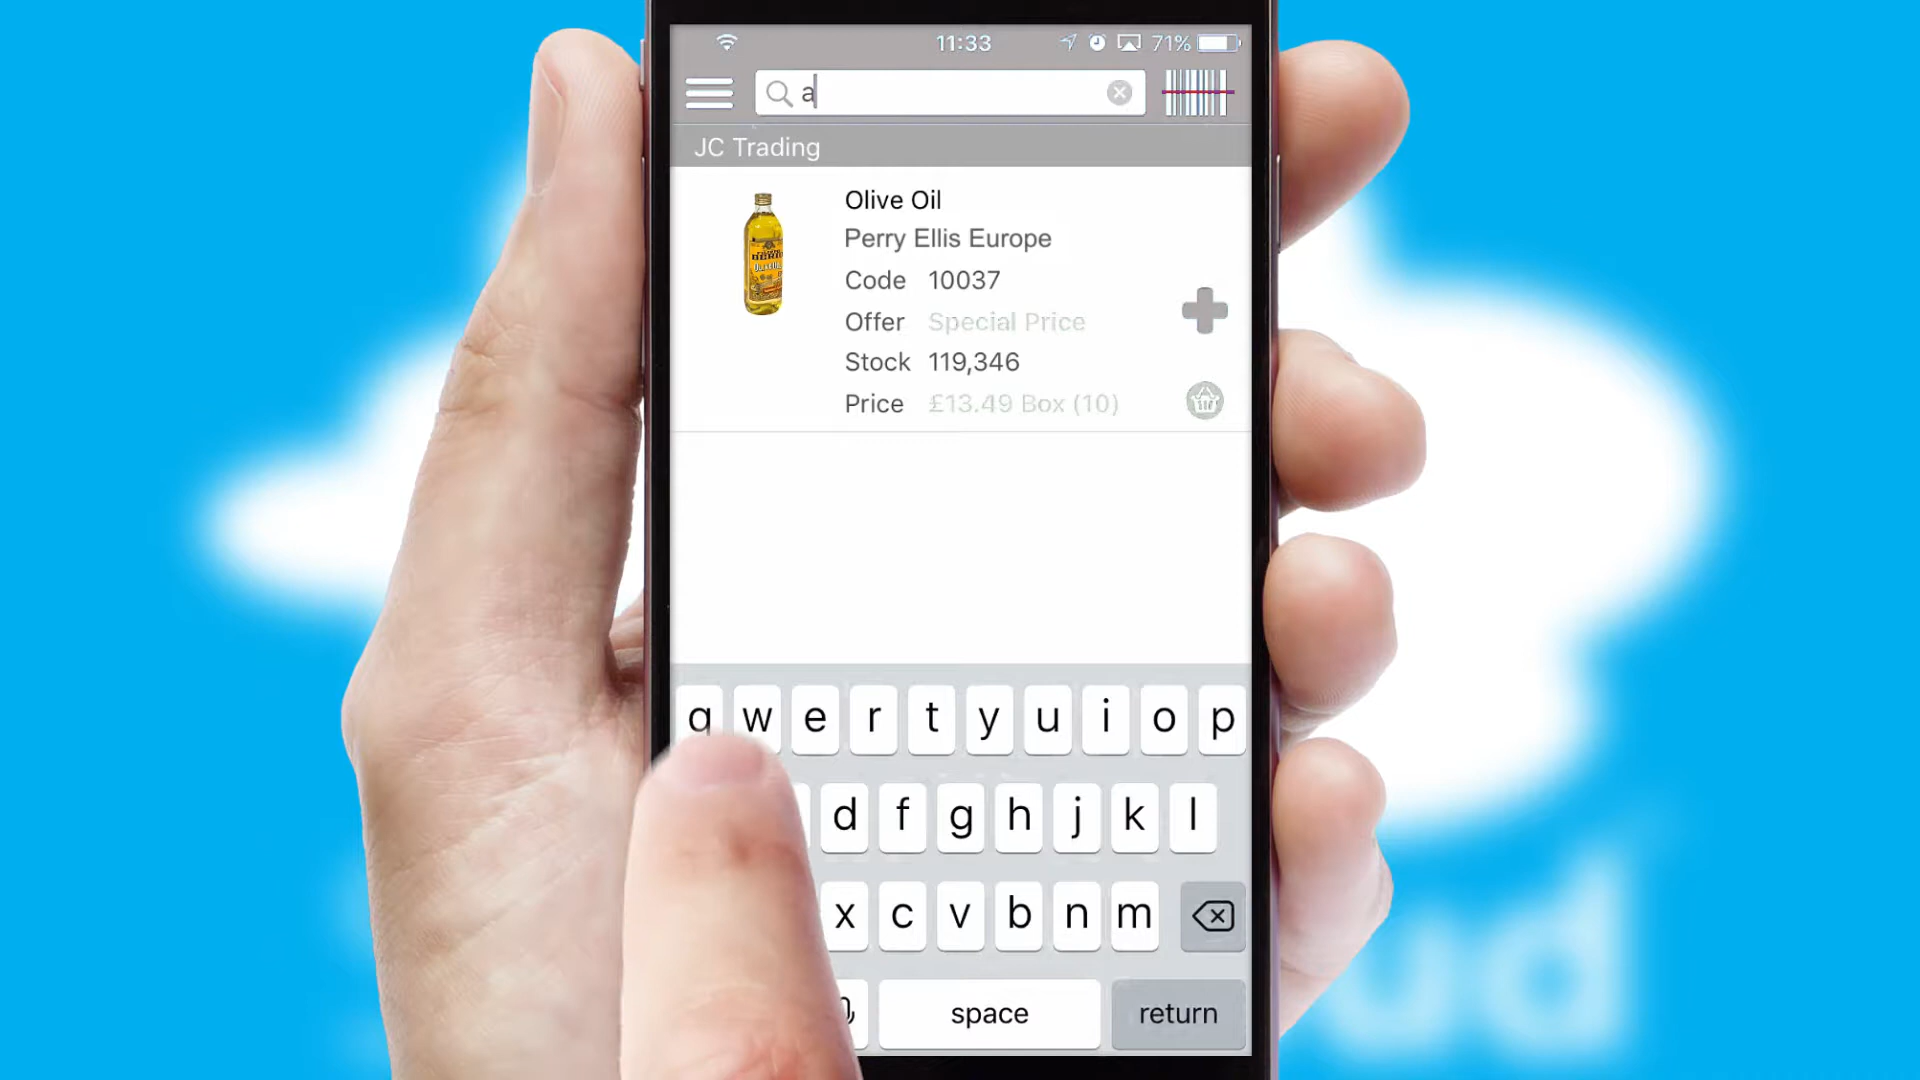 11:33 71%
a
JC Trading
Olive Oil
Perry Ellis Europe
Code 10037
Offer Special Price
Stock 119,346
Price £13.49 Box (10)
q w e r t y u i o p
d f g h j k l
x c v b n m
space return
ud